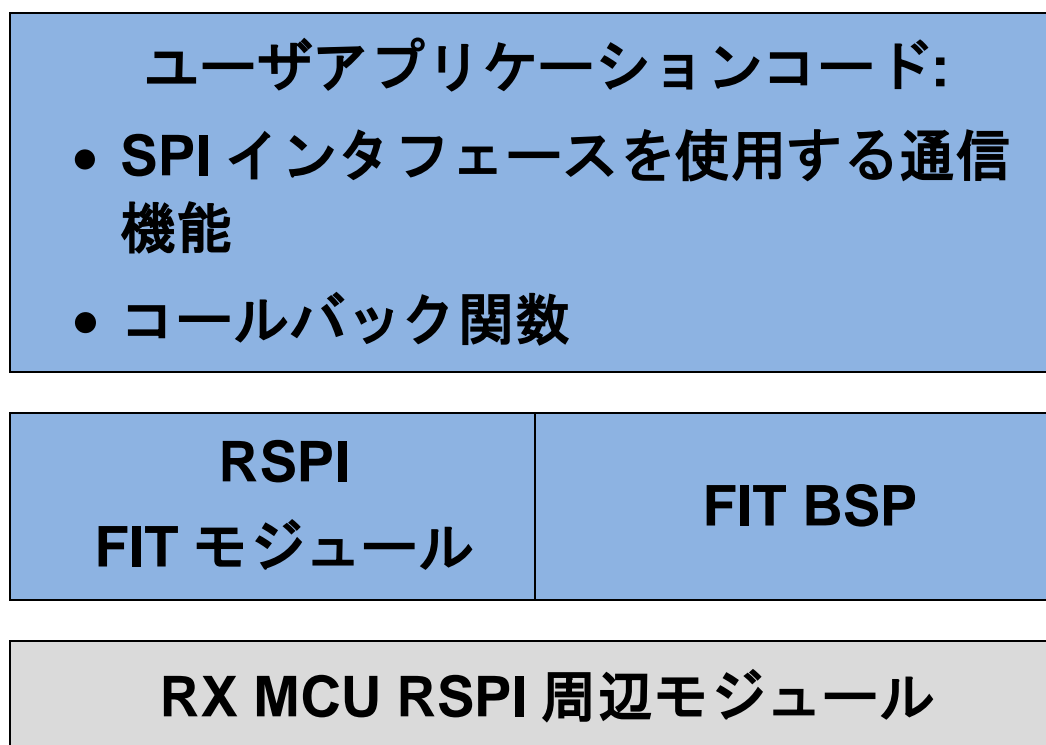 ユーザアプリケーションコード:
• SPI インタフェースを使用する通信
機能
• コールバック関数
RSPI
FIT モジュール
FIT BSP
RX MCU RSPI 周辺モジュール